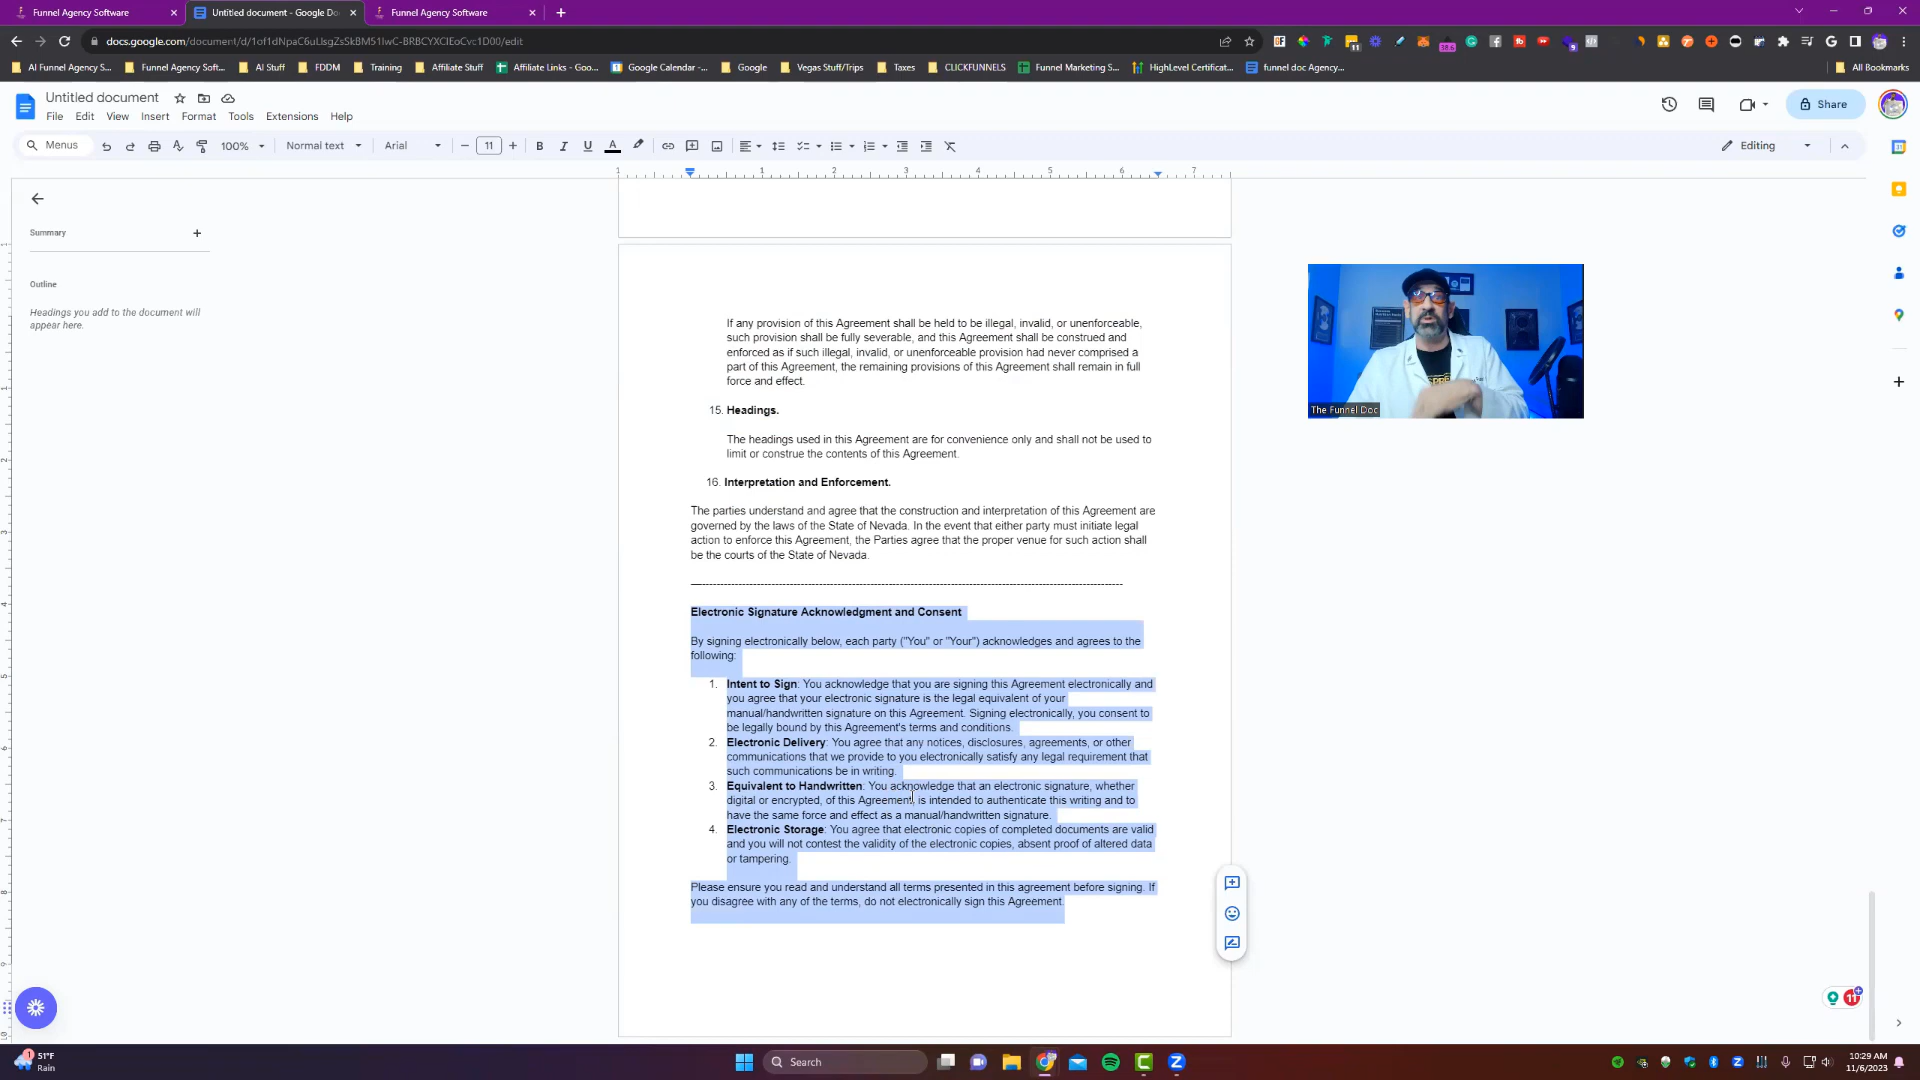 Funnel Agency Software
Untitled document - Google Do
Funnel Agency Software
docs.google.com/document/d/
/edit
AI Funnel Agency S...
Funnel Agency Soft...
AI Stuff
FDDM
Training
Affiliate Stuff
Affiliate Links - Goo...
Google Calendar -...
Google
Vegas Stuff/Trips
Taxes
CLICKFUNNELS
Funnel Marketing S...
HighLevel Certificat...
funnel doc Agency...
All Bookmarks
Untitled document
File Edit View Insert Format Tools Extensions Help
Share
Menus
100%
Normal text
Arial
11
Editing
1 1 2 3 4 5 6 7
Summary
Outline
Headings you add to the document will
appear here.
If any provision of this Agreement shall be held to be illegal, invalid, or unenforceable,
such provision shall be fully severable, and this Agreement shall be construed and
enforced as if such illegal, invalid, or unenforceable provision had never comprised a
part of this Agreement, the remaining provisions of this Agreement shall remain in full
force and effect.
15. Headings.
The headings used in this Agreement are for convenience only and shall not be used to
limit or construe the contents of this Agreement.
16. Interpretation and Enforcement.
The parties understand and agree that the construction and interpretation of this Agreement are
governed by the laws of the State of Nevada. In the event that either party must initiate legal
action to enforce this Agreement, the Parties agree that the proper venue for such action shall
be the courts of the State of Nevada.
Electronic Signature Acknowledgment and Consent
By signing electronically below, each party ("You" or "Your") acknowledges and agrees to the
following:
1. Intent to Sign: You acknowledge that you are signing this Agreement electronically and
you agree that your electronic signature is the legal equivalent of your
manual/handwritten signature on this Agreement. Signing electronically, you consent to
be legally bound by this Agreement's terms and conditions.
2. Electronic Delivery: You agree that any notices, disclosures, agreements, or other
communications that we provide to you electronically satisfy any legal requirement that
such communications be in writing.
3. Equivalent to Handwritten: You acknowledge that an electronic signature, whether
digital or encrypted, of this Agreement, is intended to authenticate this writing and to
have the same force and effect as a manual/handwritten signature.
4. Electronic Storage: You agree that electronic copies of completed documents are valid
and you will not contest the validity of the electronic copies, absent proof of altered data
or tampering.
Please ensure you read and understand all terms presented in this agreement before signing. If
you disagree with any of the terms, do not electronically sign this Agreement.
The Funnel Doc
11
51°F
Rain
Search
10:29 AM
11/6/2023